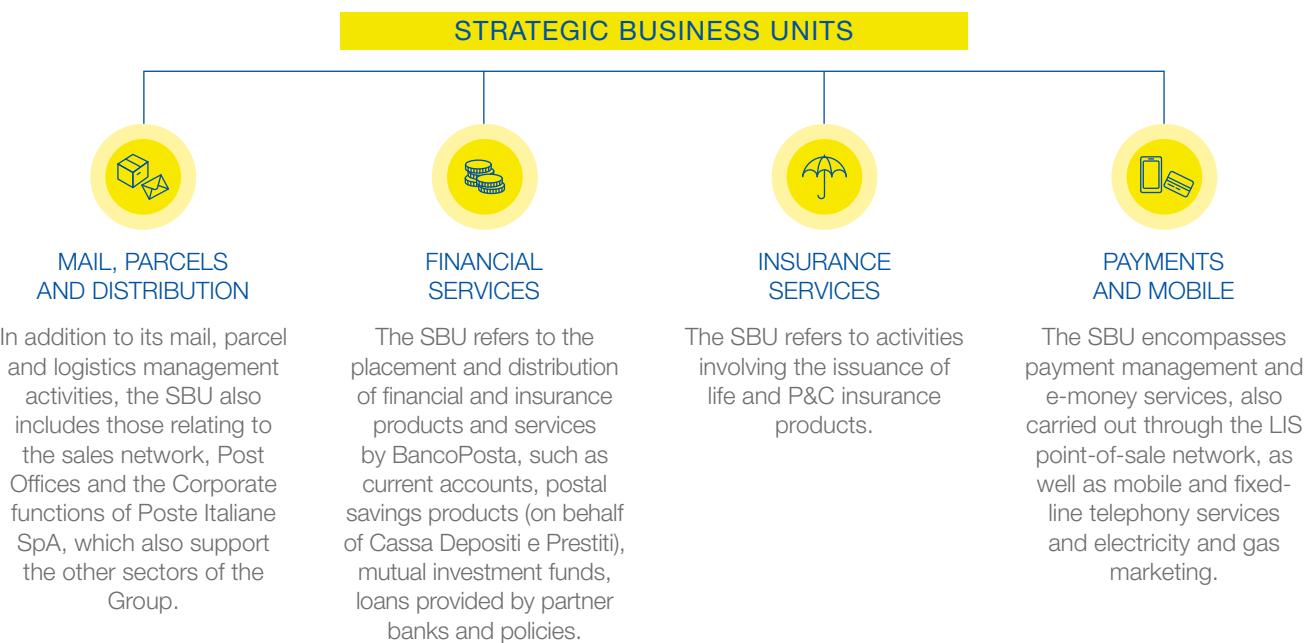 STRATEGIC BUSINESS UNITS
MAIL, PARCELS
AND DISTRIBUTION
In addition to its mail, parcel
and logistics management
activities, the SBU also
includes those relating to
the sales network, Post
Offices and the Corporate
functions of Poste Italiane
SpA, which also support
the other sectors of the
Group.
FINANCIAL
SERVICES
The SBU refers to the
placement and distribution
of financial and insurance
products and services
by BancoPosta, such as
current accounts, postal
savings products (on behalf
of Cassa Depositi e Prestiti),
mutual investment funds,
loans provided by partner
banks and policies.
INSURANCE
SERVICES
The SBU refers to activities
involving the issuance of
life and P&C insurance
products.
PAYMENTS
AND MOBILE
The SBU encompasses
payment management and
e-money services, also
carried out through the LIS
point-of-sale network, as
well as mobile and fixed-
line telephony services
and electricity and gas
marketing.